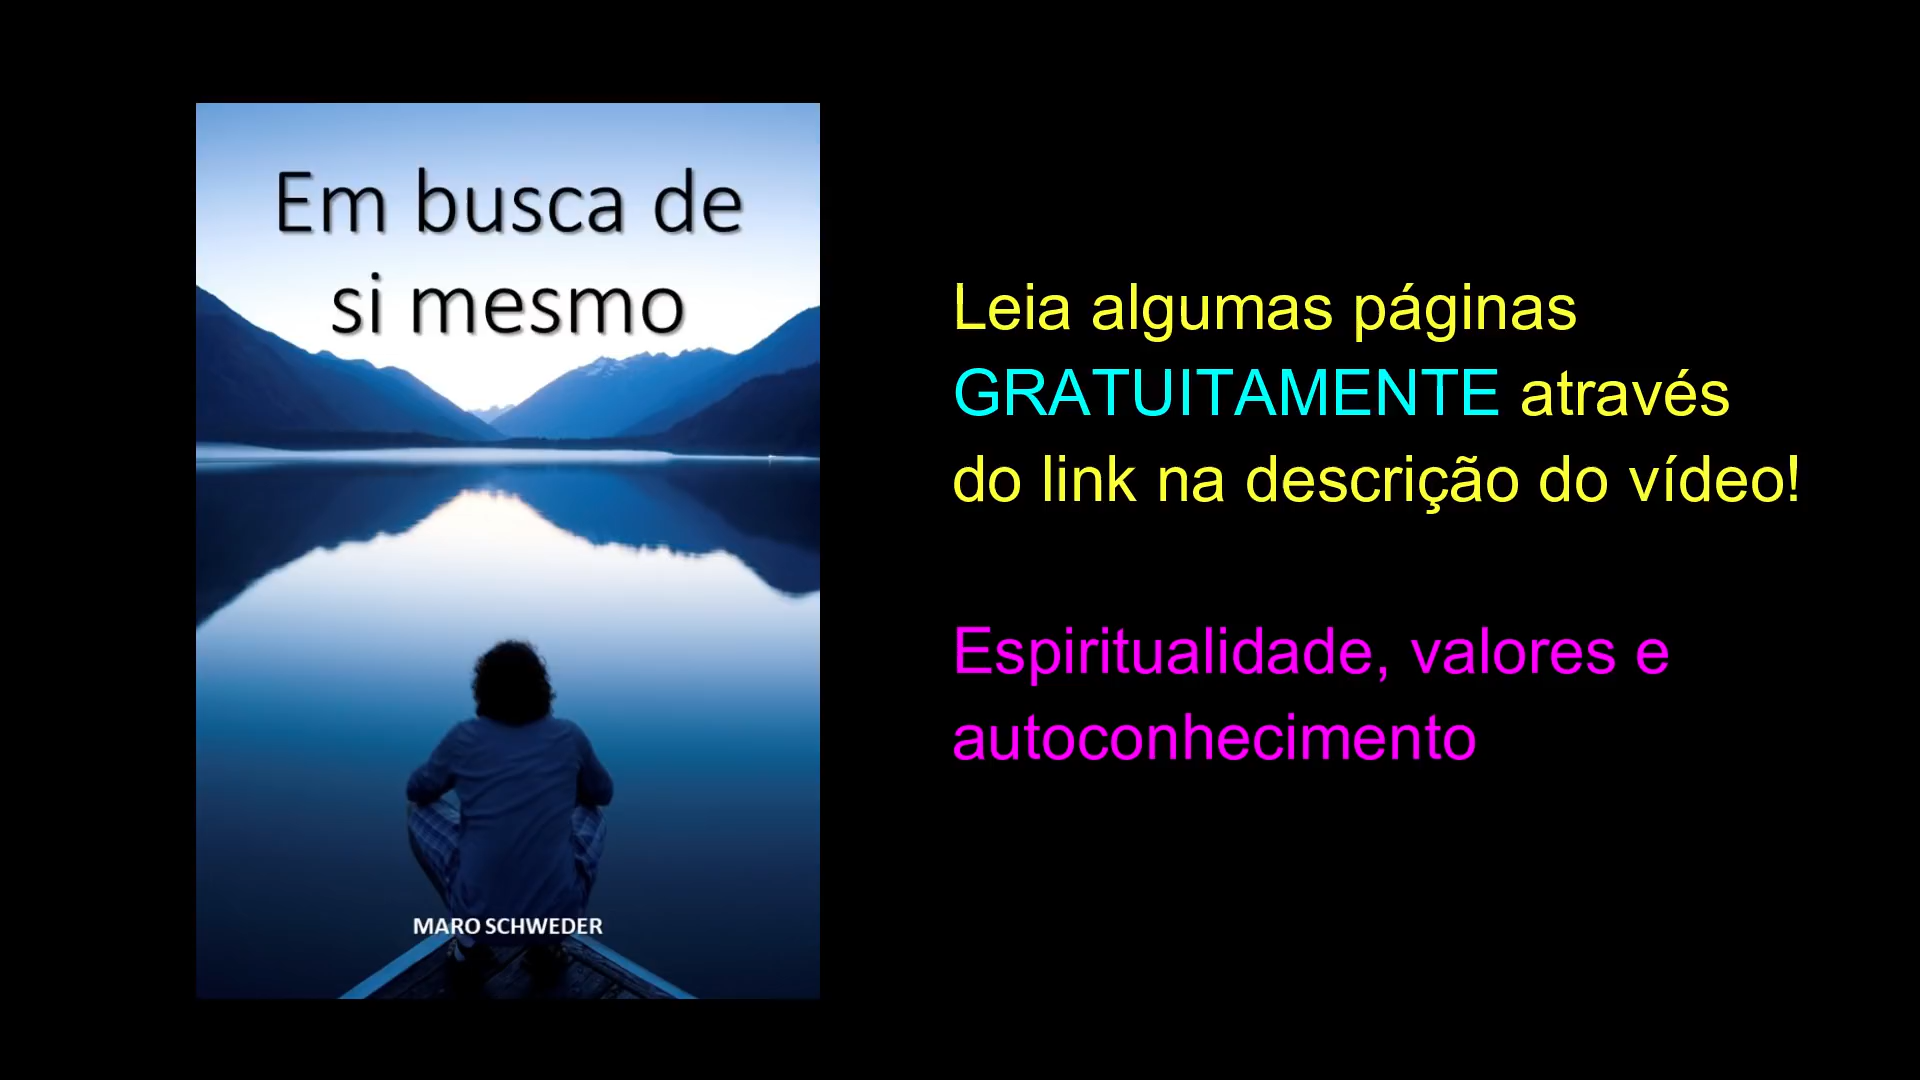 Em busca de
si mesmo
MARO SCHWEDER
Leia algumas páginas
GRATUITAMENTE através
do link na descrição do vídeo!
Espiritualidade, valores e
autoconhecimento